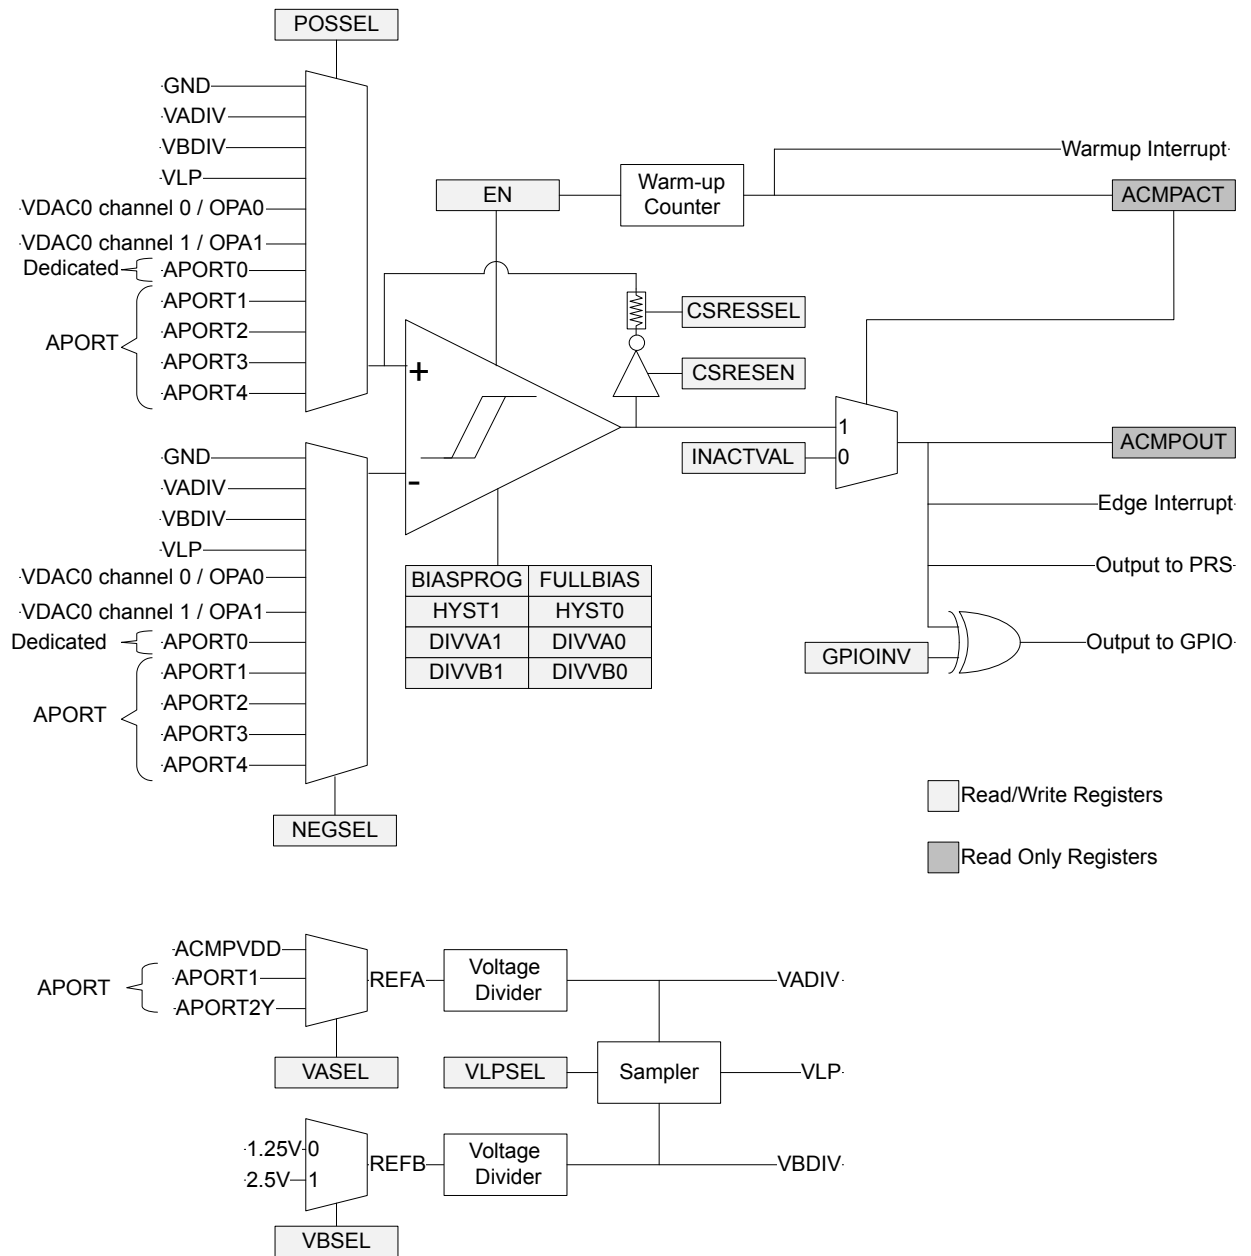 POSSEL
GND
VADIV
VBDIV
VLP
VDAC0 channel 0 / OPA0
VDAC0 channel 1 / OPA1
Dedicated
APORT0
APORT1
APORT2
APORT
APORT3
APORT4
+
EN
Warm-up
Counter
Warmup Interrupt
ACMPACT
CSRESSEL
CSRESEN
GND
VADIV
VBDIV
VLP
VDAC0 channel 0 / OPA0
VDAC0 channel 1 / OPA1
Dedicated
APORT0
APORT1
APORT2
APORT
APORT3
APORT4
NEGSEL
-
INACTVAL
1
0
ACMPOUT
Edge Interrupt
Output to PRS
Output to GPIO
GPIOINV
BIASPROG FULLBIAS
HYST1 HYST0
DIVVA1 DIVVA0
DIVVB1 DIVVB0
Read/Write Registers
Read Only Registers
ACMPVDD
APORT
APORT1
APORT2Y
REFA
Voltage
Divider
VADIV
VASEL
VLPSEL
Sampler
VLP
1.25V 0
2.5V 1
REFB
Voltage
Divider
VBDIV
VBSEL